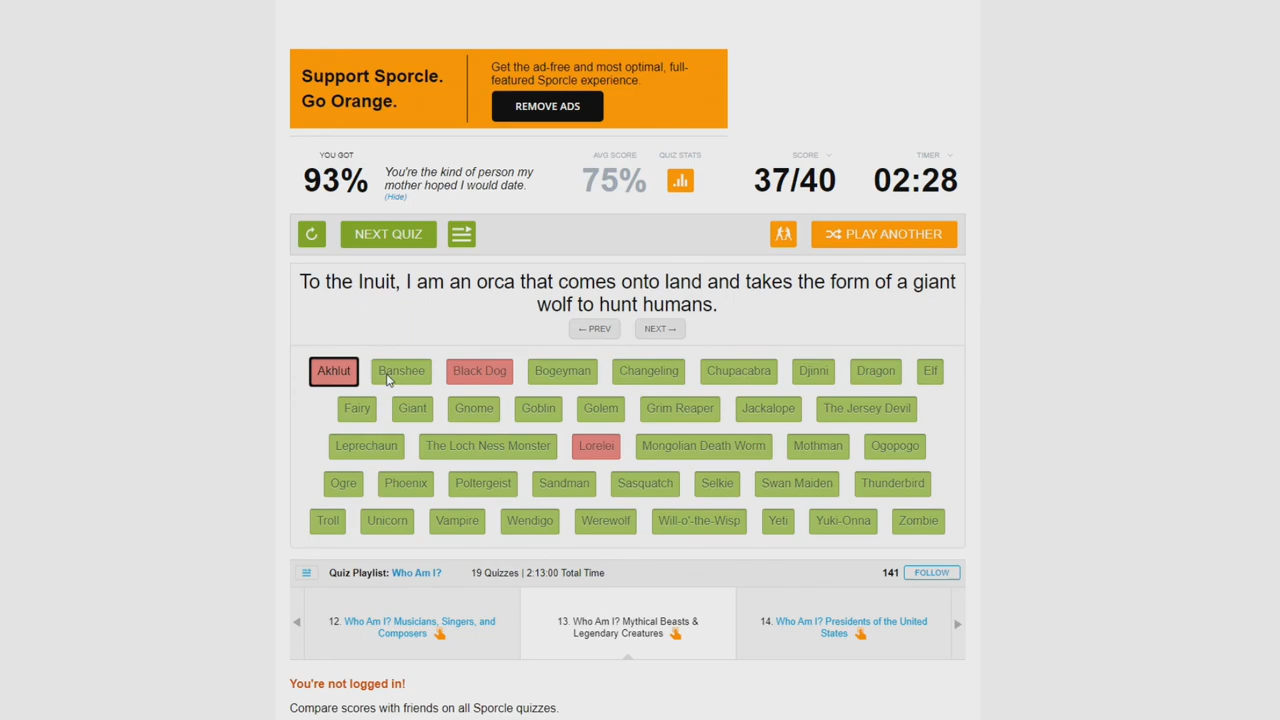 Support Sporcle.
Go Orange.
Get the ad-free and most optimal, full-
featured Sporcle experience.
REMOVE ADS
YOU GOT
93%
You're the kind of person my
mother hoped I would date.
(Hide)
AVG SCORE
75%
QUIZ STATS
SCORE
37/40
TIMER
02:28
NEXT QUIZ
PLAY ANOTHER
To the Inuit, I am an orca that comes onto land and takes the form of a giant
wolf to hunt humans.
← PREV NEXT →
Akhlut Banshee Black Dog Bogeyman Changeling Chupacabra Djinni Dragon Elf
Fairy Giant Gnome Goblin Golem Grim Reaper Jackalope The Jersey Devil
Leprechaun The Loch Ness Monster Lorelei Mongolian Death Worm Mothman Ogopogo
Ogre Phoenix Poltergeist Sandman Sasquatch Selkie Swan Maiden Thunderbird
Troll Unicorn Vampire Wendigo Werewolf Will-o'-the-Wisp Yeti Yuki-Onna Zombie
Quiz Playlist: Who Am I? 19 Quizzes | 2:13:00 Total Time 141 FOLLOW
12. Who Am I? Musicians, Singers, and
Composers
13. Who Am I? Mythical Beasts &
Legendary Creatures
14. Who Am I? Presidents of the United
States
You're not logged in!
Compare scores with friends on all Sporcle quizzes.